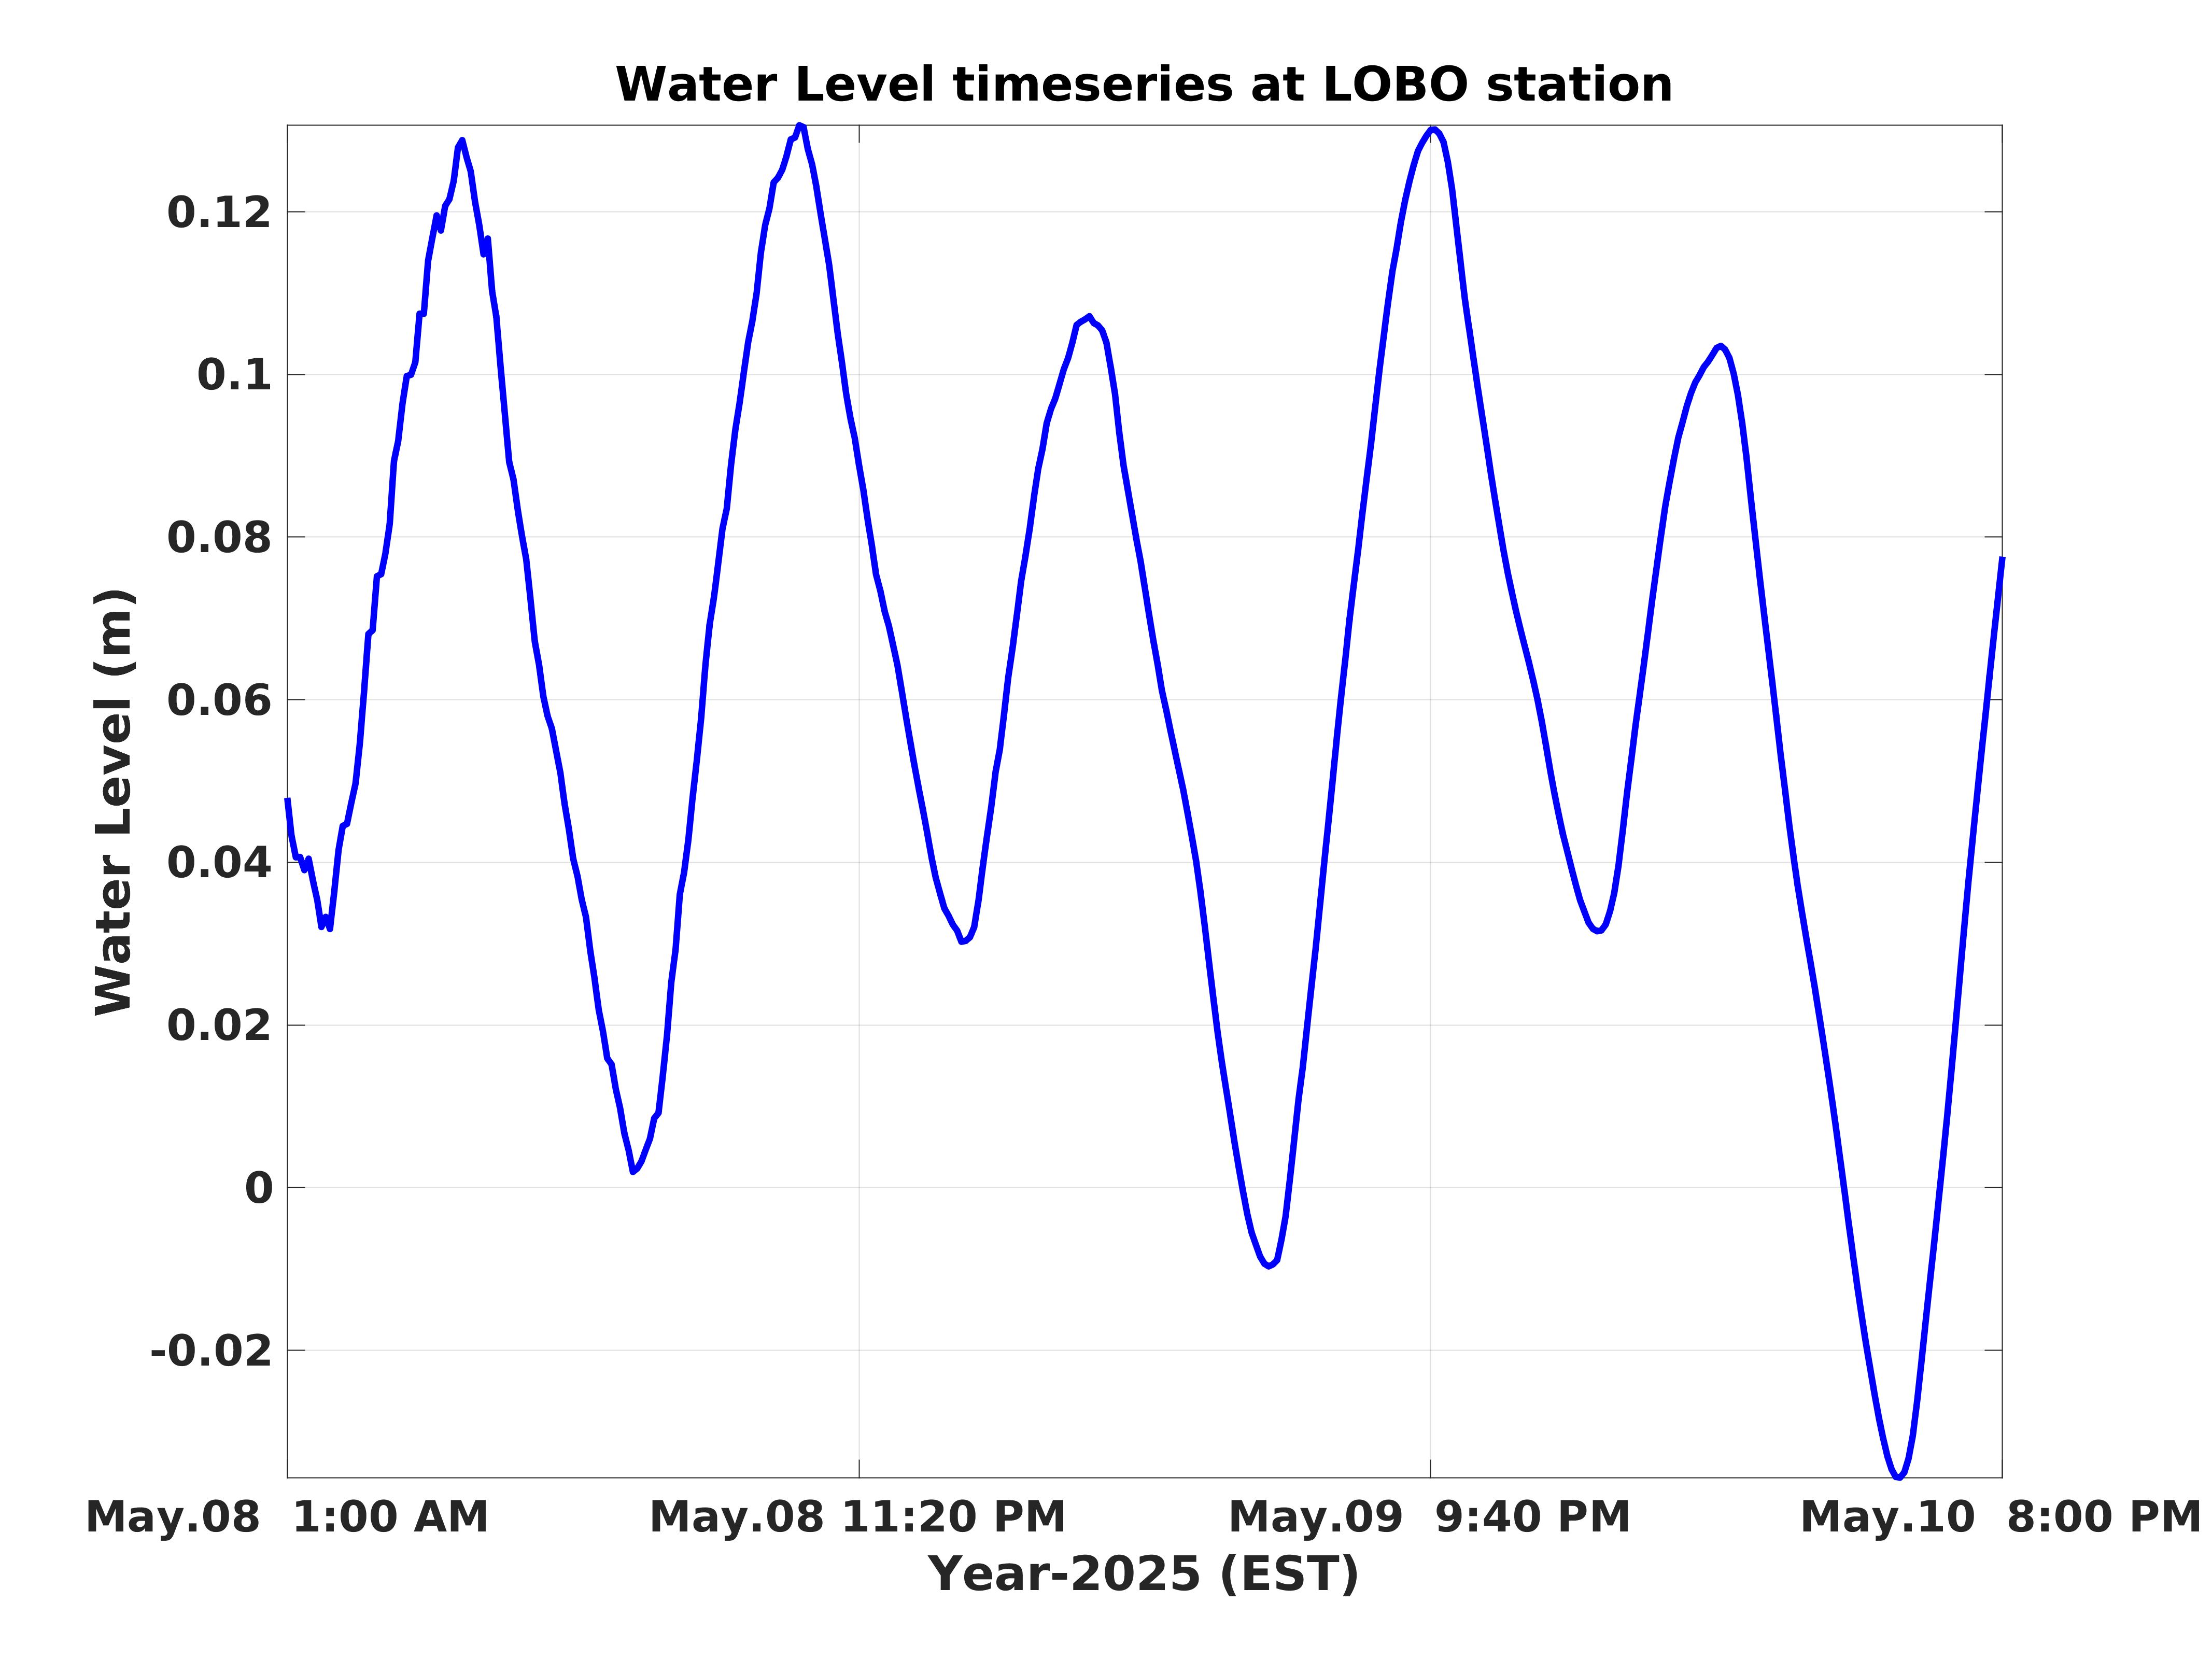 Water Level timeseries at LOBO station
Water Level (m)
0.12
0.1
0.08
0.06
0.04
0.02
0
-0.02
May.08  1:00 AM
May.08 11:20 PM
May.09  9:40 PM
May.10  8:00 PM
Year-2025 (EST)